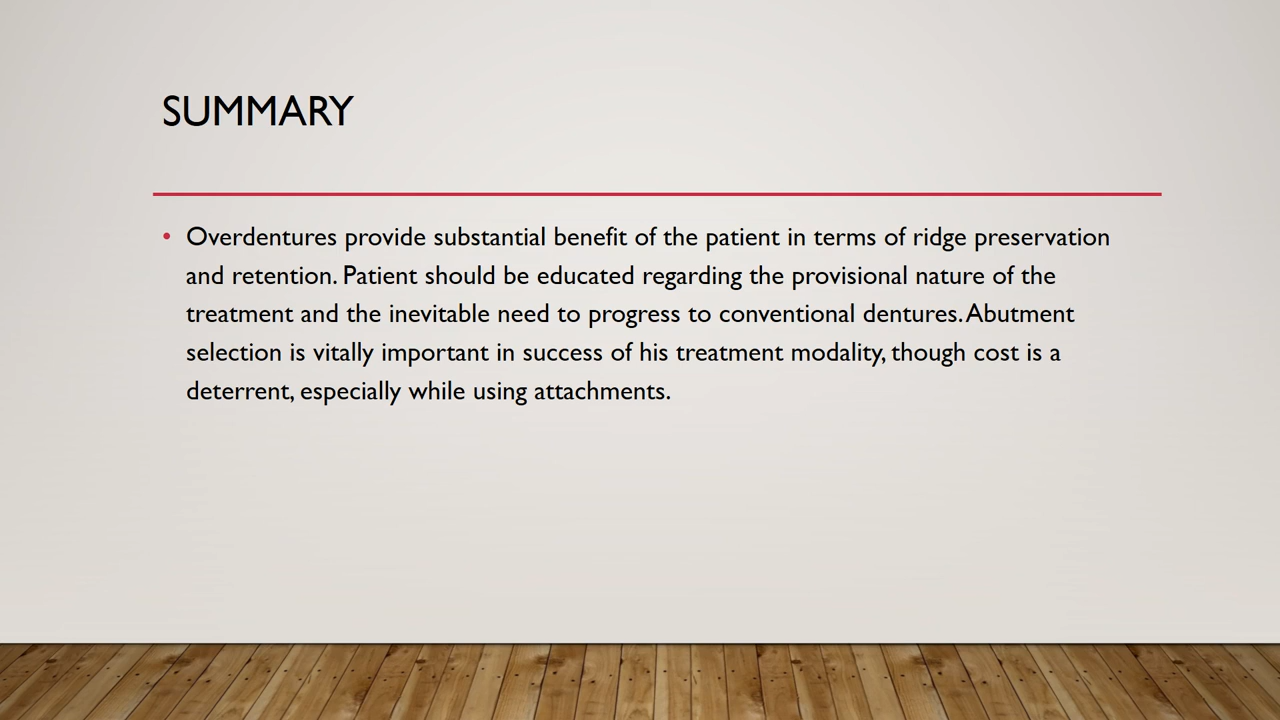 SUMMARY
• Overdentures provide substantial benefit of the patient in terms of ridge preservation
and retention. Patient should be educated regarding the provisional nature of the
treatment and the inevitable need to progress to conventional dentures. Abutment
selection is vitally important in success of his treatment modality, though cost is a
deterrent, especially while using attachments.